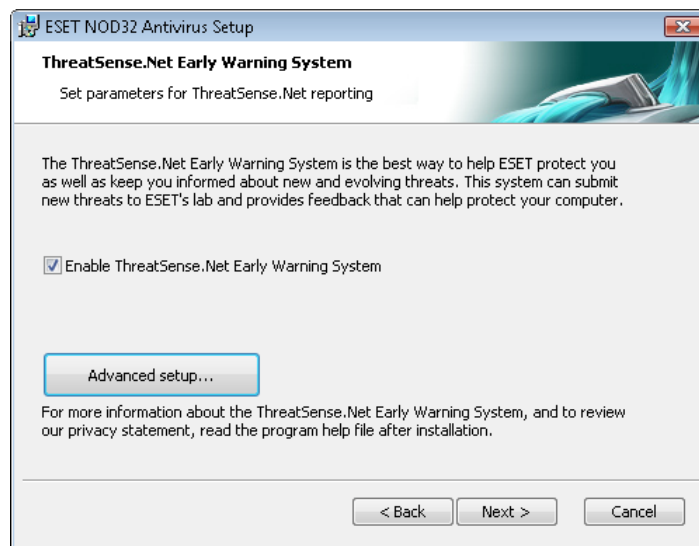 ESET NOD32 Antivirus Setup
ThreatSense.Net Early Warning System
Set parameters for ThreatSense.Net reporting
The ThreatSense.Net Early Warning System is the best way to help ESET protect you
as well as keep you informed about new and evolving threats. This system can submit
new threats to ESET's lab and provides feedback that can help protect your computer.
Enable ThreatSense.Net Early Warning System
Advanced setup...
For more information about the ThreatSense.Net Early Warning System, and to review
our privacy statement, read the program help file after installation.
< Back Next > Cancel